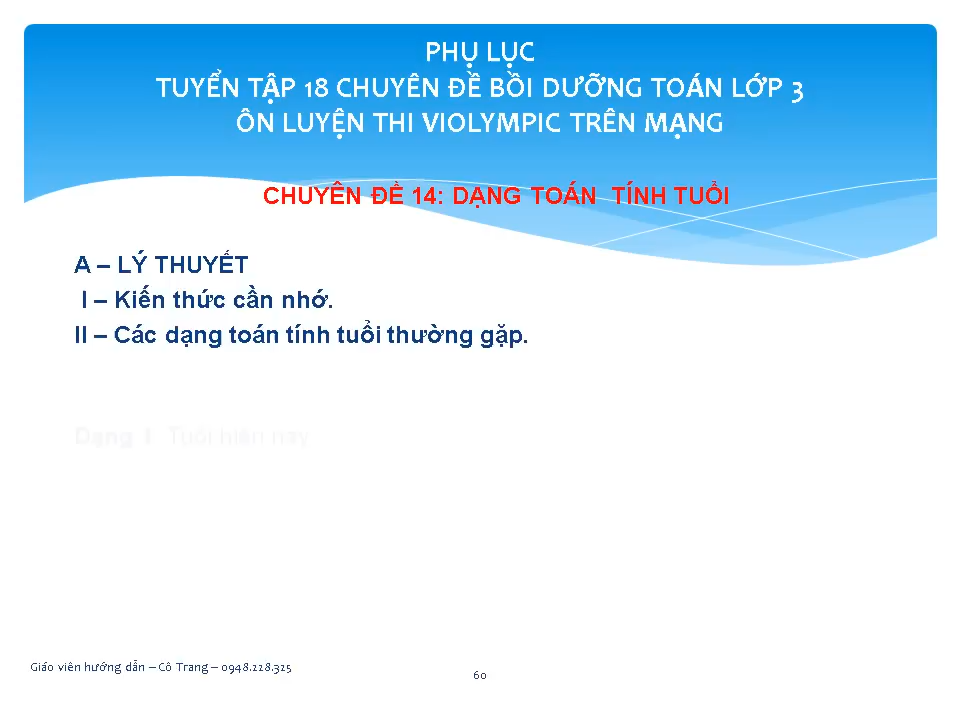 PHỤ LỤC
TUYỂN TẬP 18 CHUYÊN ĐỀ BỒI DƯỠNG TOÁN LỚP 3
ÔN LUYỆN THI VIOLYMPIC TRÊN MẠNG
CHUYÊN ĐỀ 14: DẠNG TOÁN TÍNH TUỔI
A – LÝ THUYẾT
I – Kiến thức cần nhớ.
II – Các dạng toán tính tuổi thường gặp.
Dạng 1 Tuổi hiện nay
Giáo viên hướng dẫn – Cô Trang – 0948.228.325
60